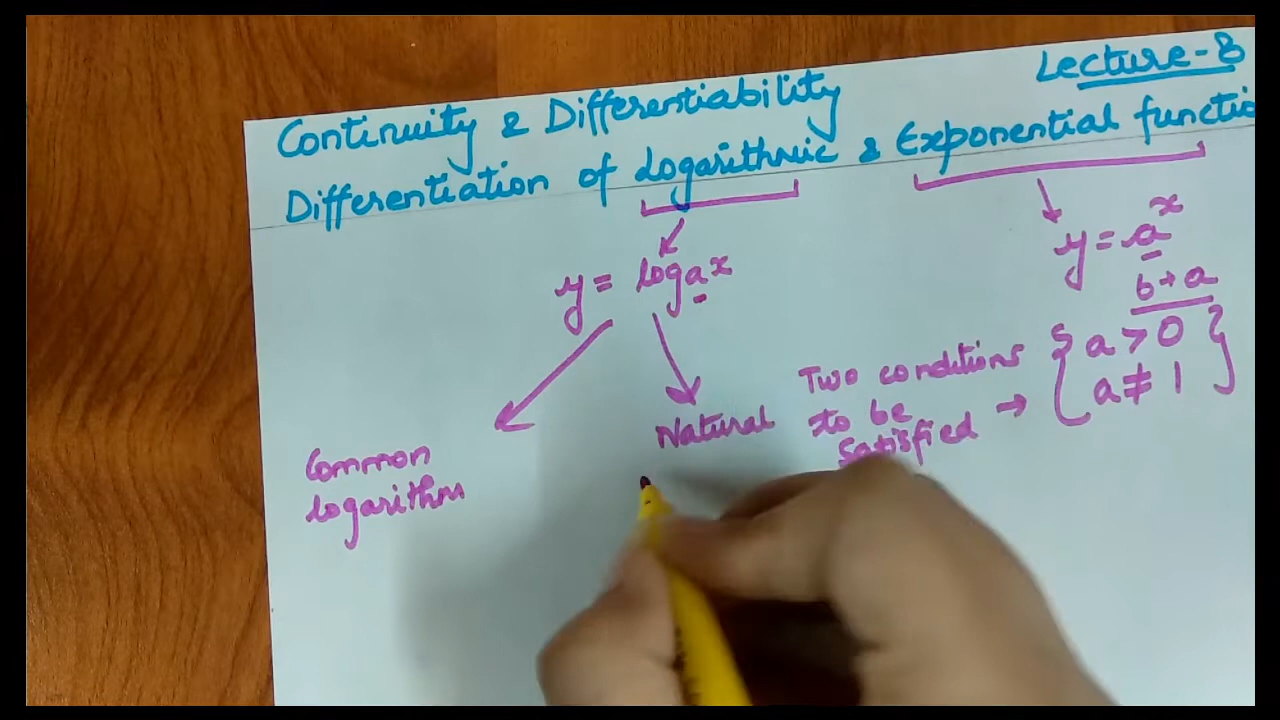 Lecture-8
Continuity & Differentiability
Differentiation of Logarithmic & Exponential functio
y = logax
y = a^x
b→a
a > 0
a ≠ 1
Two conditions
to be
satisfied →
Natural
Common
logarithm